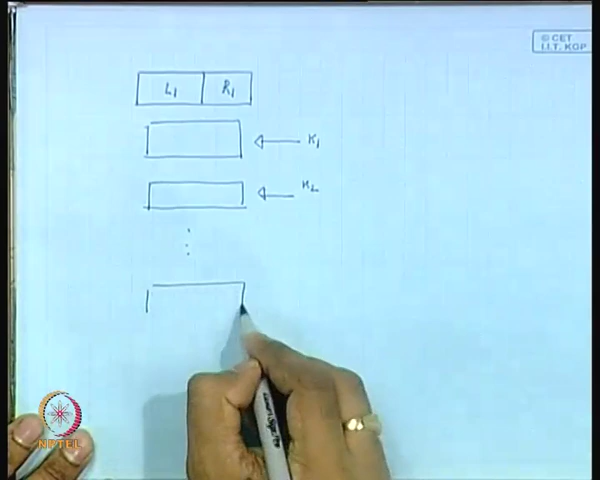 © CET
I.I.T. KGP
L1 R1
K1
K2
⋮
NPTEL